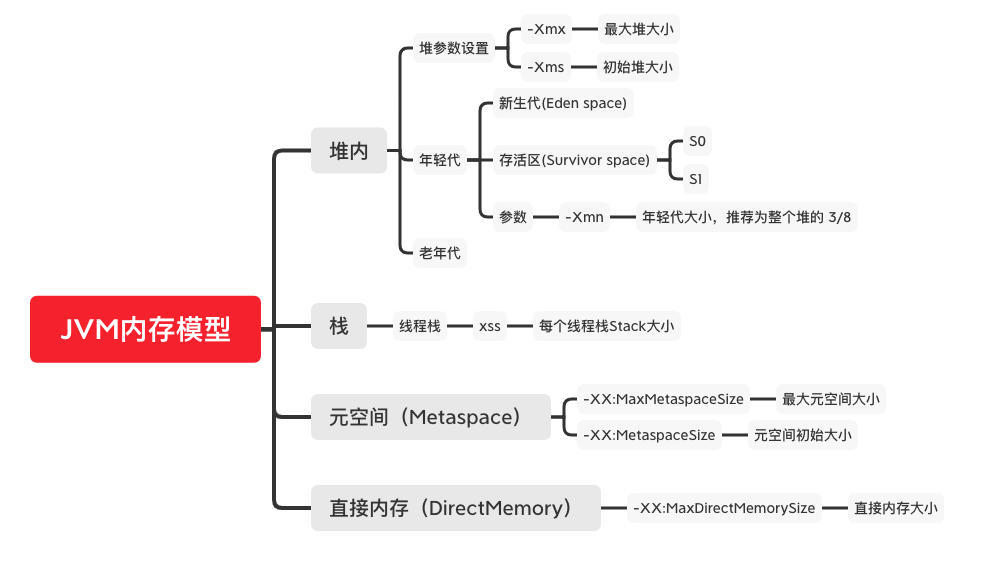 JVM内存模型
堆内
堆参数设置
-Xmx
最大堆大小
-Xms
初始堆大小
年轻代
新生代(Eden space)
存活区(Survivor space)
S0
S1
参数
-Xmn
年轻代大小，推荐为整个堆的 3/8
老年代
栈
线程栈
xss
每个线程栈Stack大小
元空间（Metaspace）
-XX:MaxMetaspaceSize
最大元空间大小
-XX:MetaspaceSize
元空间初始大小
直接内存（DirectMemory）
-XX:MaxDirectMemorySize
直接内存大小